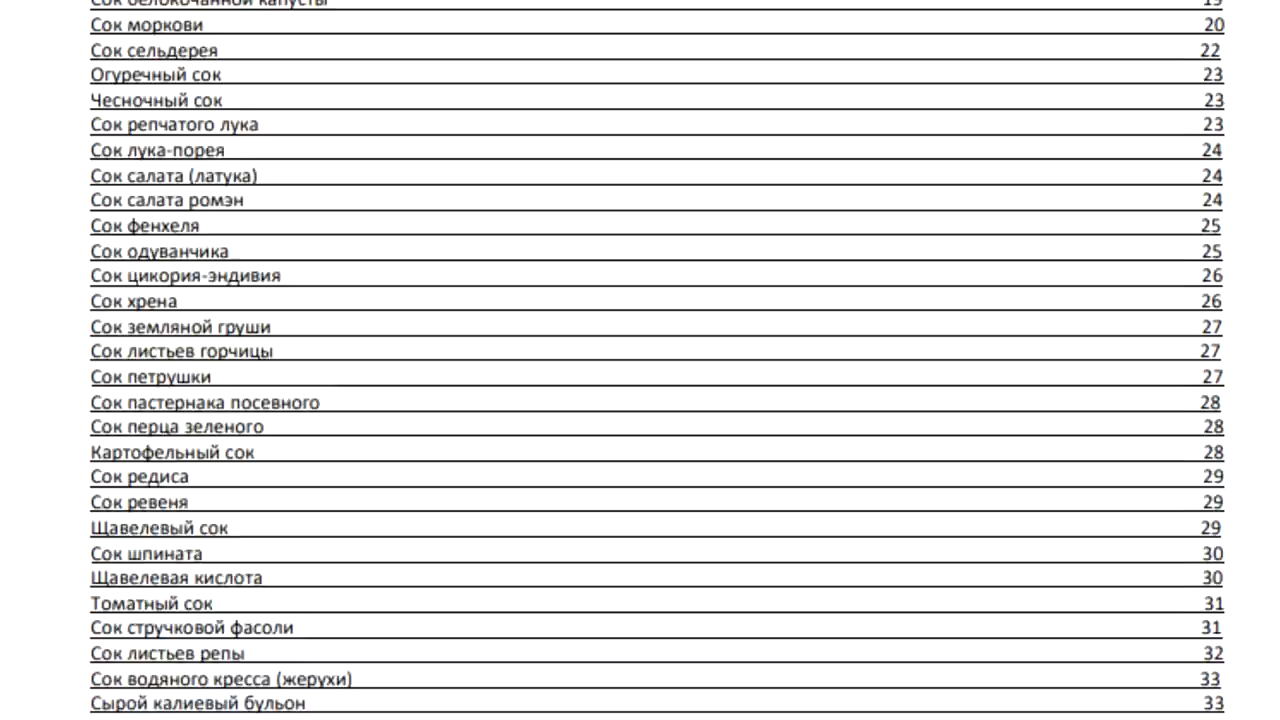 Сок белокочанной капусты 19
Сок моркови 20
Сок сельдерея 22
Огуречный сок 23
Чесночный сок 23
Сок репчатого лука 23
Сок лука-порея 24
Сок салата (латука) 24
Сок салата ромэн 24
Сок фенхеля 25
Сок одуванчика 25
Сок цикория-эндивия 26
Сок хрена 26
Сок земляной груши 27
Сок листьев горчицы 27
Сок петрушки 27
Сок пастернака посевного 28
Сок перца зеленого 28
Картофельный сок 28
Сок редиса 29
Сок ревеня 29
Щавелевый сок 29
Сок шпината 30
Щавелевая кислота 30
Томатный сок 31
Сок стручковой фасоли 31
Сок листьев репы 32
Сок водяного кресса (жерухи) 33
Сырой калиевый бульон 33